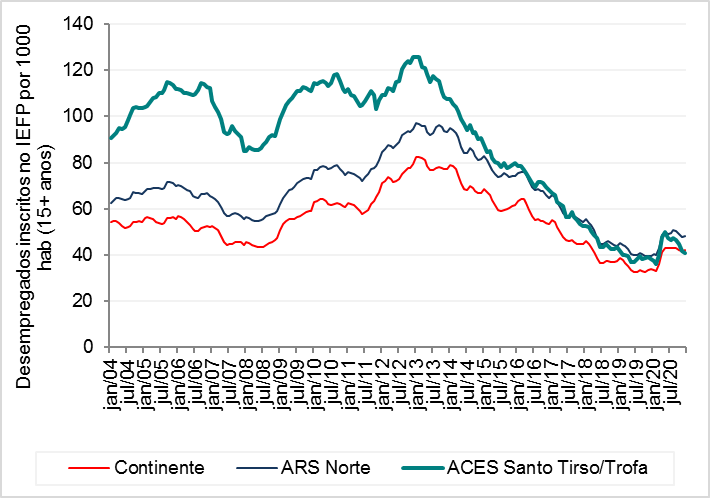 Desempregados inscritos no IEFP por 1000
hab (15+ anos)
140
120
100
80
60
40
20
0
jan/04
jul/04
jan/05
jul/05
jan/06
jul/06
jan/07
jul/07
jan/08
jul/08
jan/09
jul/09
jan/10
jul/10
jan/11
jul/11
jan/12
jul/12
jan/13
jul/13
jan/14
jul/14
jan/15
jul/15
jan/16
jul/16
jan/17
jul/17
jan/18
jul/18
jan/19
jul/19
jan/20
jul/20
Continente ARS Norte ACES Santo Tirso/Trofa